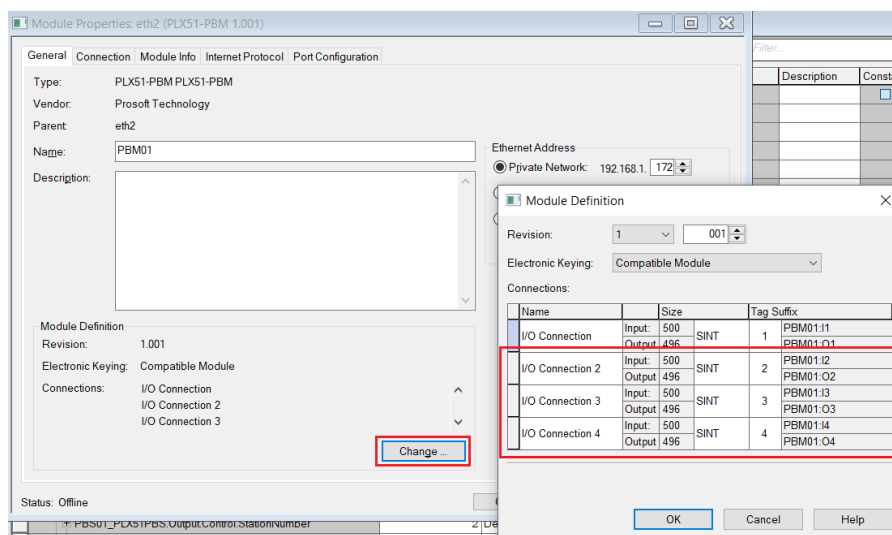 Module Properties: eth2 (PLX51-PBM 1.001)
General Connection Module Info Internet Protocol Port Configuration
Type: PLX51-PBM PLX51-PBM
Vendor: Prosoft Technology
Parent: eth2
Name: PBM01
Description:
Ethernet Address
Private Network: 192.168.1. 172
Module Definition
Revision: 1.001
Electronic Keying: Compatible Module
Connections: I/O Connection
I/O Connection 2
I/O Connection 3
Change ...
Status: Offline
Filter...
Description Const
Module Definition
Revision: 1 001
Electronic Keying: Compatible Module
Connections:
Name Size Tag Suffix
I/O Connection Input: 500 SINT 1 PBM01:I1
Output 496 PBM01:O1
I/O Connection 2 Input: 500 SINT 2 PBM01:I2
Output 496 PBM01:O2
I/O Connection 3 Input: 500 SINT 3 PBM01:I3
Output 496 PBM01:O3
I/O Connection 4 Input: 500 SINT 4 PBM01:I4
Output 496 PBM01:O4
OK Cancel Help
PBS01_PLX51PBS.Output.Control.StationNumber 2 De